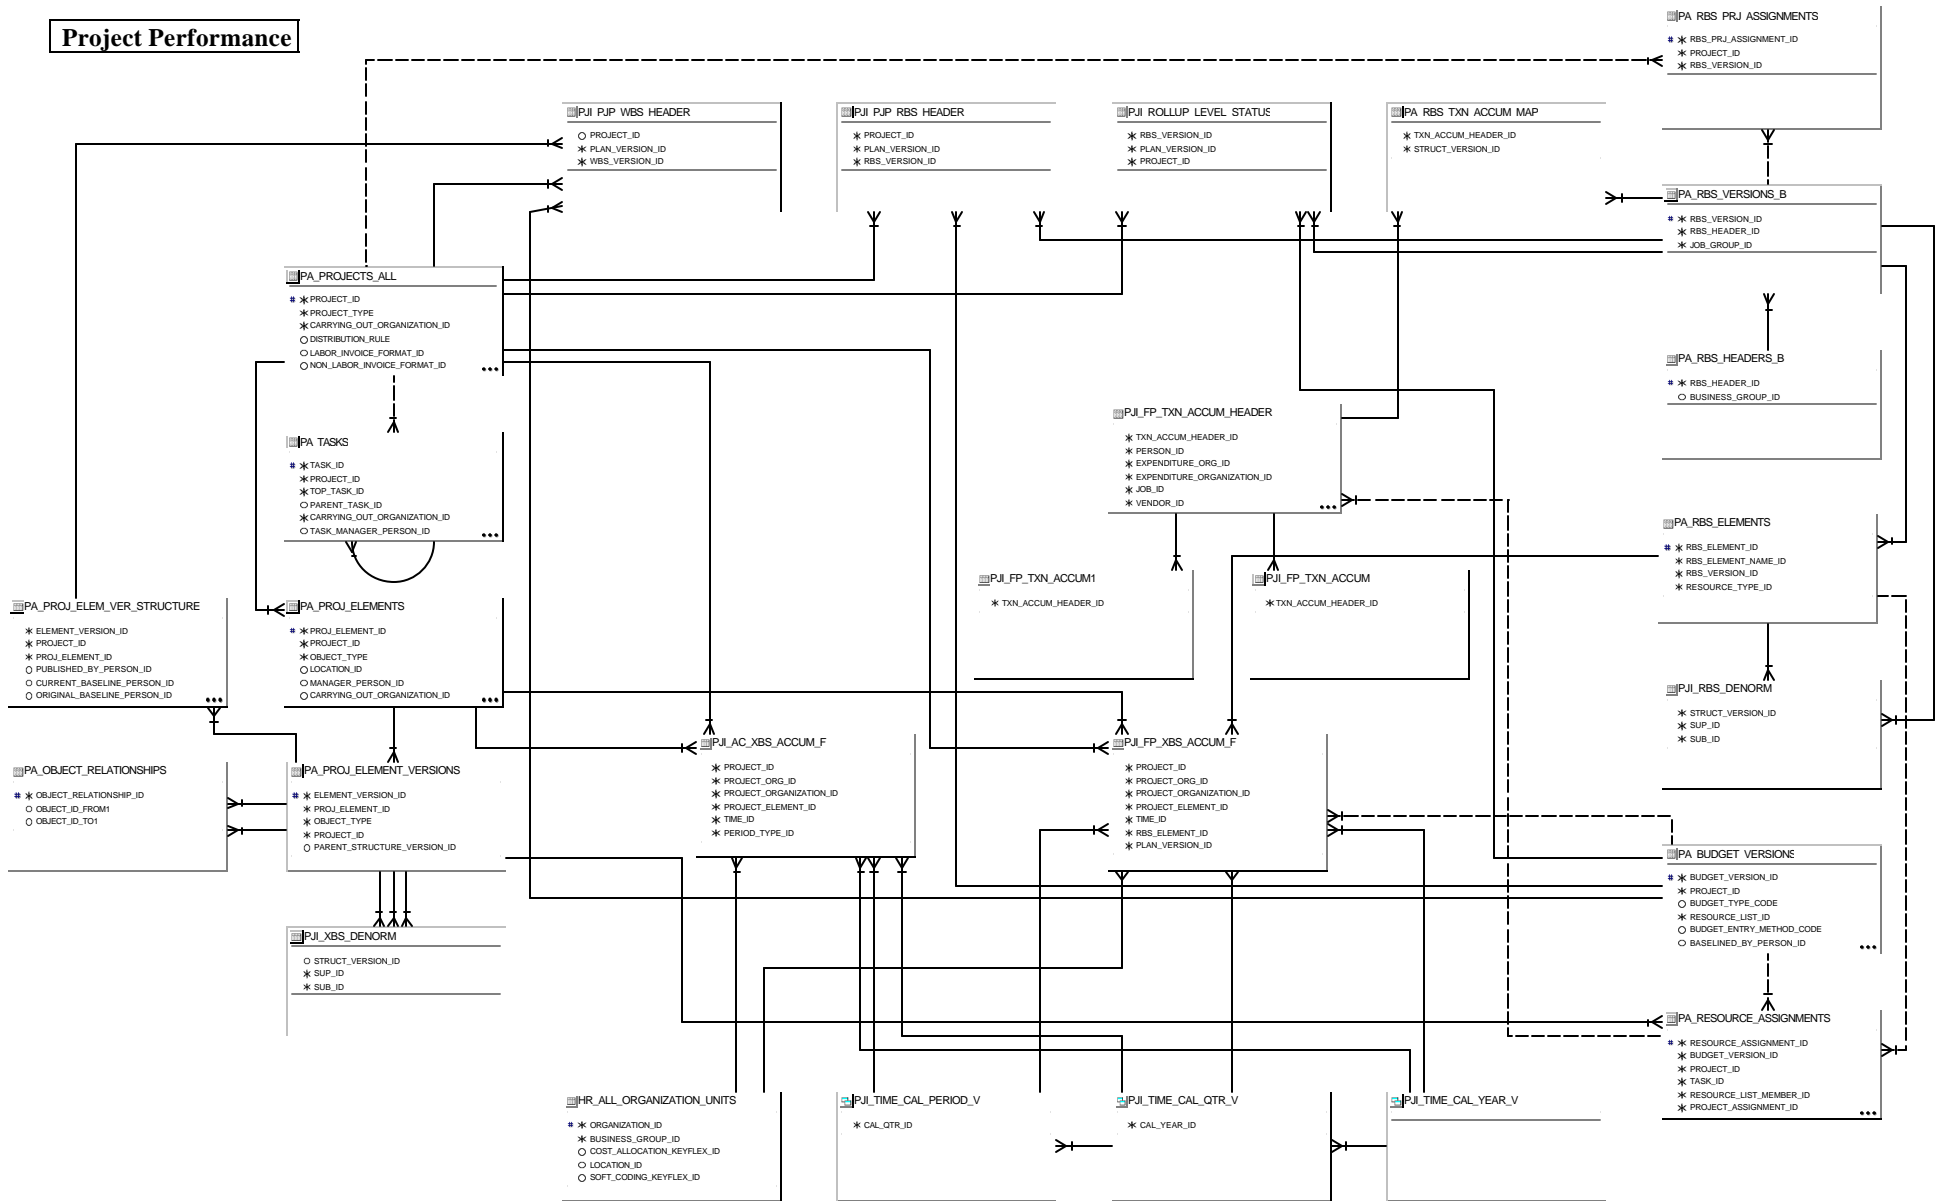 Project Performance
PA RBS PRJ ASSIGNMENTS
# * RBS_PRJ_ASSIGNMENT_ID
* PROJECT_ID
* RBS_VERSION_ID
PJI PJP WBS HEADER
O PROJECT_ID
* PLAN_VERSION_ID
* WBS_VERSION_ID
PJI PJP RBS HEADER
* PROJECT_ID
* PLAN_VERSION_ID
* RBS_VERSION_ID
PJI ROLLUP LEVEL STATUS
* RBS_VERSION_ID
* PLAN_VERSION_ID
* PROJECT_ID
PA RBS TXN ACCUM MAP
* TXN_ACCUM_HEADER_ID
* STRUCT_VERSION_ID
PA_RBS_VERSIONS_B
# * RBS_VERSION_ID
* RBS_HEADER_ID
* JOB_GROUP_ID
PA_PROJECTS_ALL
# * PROJECT_ID
* PROJECT_TYPE
* CARRYING_OUT_ORGANIZATION_ID
O DISTRIBUTION_RULE
O LABOR_INVOICE_FORMAT_ID
O NON_LABOR_INVOICE_FORMAT_ID
...
PA_RBS_HEADERS_B
# * RBS_HEADER_ID
O BUSINESS_GROUP_ID
PA TASKS
# * TASK_ID
* PROJECT_ID
* TOP_TASK_ID
O PARENT_TASK_ID
* CARRYING_OUT_ORGANIZATION_ID
O TASK_MANAGER_PERSON_ID
...
PJI_FP_TXN_ACCUM_HEADER
* TXN_ACCUM_HEADER_ID
* PERSON_ID
* EXPENDITURE_ORG_ID
* EXPENDITURE_ORGANIZATION_ID
* JOB_ID
* VENDOR_ID
...
PA_RBS_ELEMENTS
# * RBS_ELEMENT_ID
* RBS_ELEMENT_NAME_ID
* RBS_VERSION_ID
* RESOURCE_TYPE_ID
PJI_FP_TXN_ACCUM1
* TXN_ACCUM_HEADER_ID
PJI_FP_TXN_ACCUM
* TXN_ACCUM_HEADER_ID
PA_PROJ_ELEM_VER_STRUCTURE
* ELEMENT_VERSION_ID
* PROJECT_ID
* PROJ_ELEMENT_ID
O PUBLISHED_BY_PERSON_ID
O CURRENT_BASELINE_PERSON_ID
O ORIGINAL_BASELINE_PERSON_ID
...
PA_PROJ_ELEMENTS
# * PROJ_ELEMENT_ID
* PROJECT_ID
* OBJECT_TYPE
O LOCATION_ID
O MANAGER_PERSON_ID
O CARRYING_OUT_ORGANIZATION_ID
...
PJI_RBS_DENORM
* STRUCT_VERSION_ID
* SUP_ID
* SUB_ID
PA_OBJECT_RELATIONSHIPS
# * OBJECT_RELATIONSHIP_ID
O OBJECT_ID_FROM1
O OBJECT_ID_TO1
PA_PROJ_ELEMENT_VERSIONS
# * ELEMENT_VERSION_ID
* PROJ_ELEMENT_ID
* OBJECT_TYPE
* PROJECT_ID
O PARENT_STRUCTURE_VERSION_ID
PJI_AC_XBS_ACCUM_F
* PROJECT_ID
* PROJECT_ORG_ID
* PROJECT_ORGANIZATION_ID
* PROJECT_ELEMENT_ID
* TIME_ID
* PERIOD_TYPE_ID
PJI_FP_XBS_ACCUM_F
* PROJECT_ID
* PROJECT_ORG_ID
* PROJECT_ORGANIZATION_ID
* PROJECT_ELEMENT_ID
* TIME_ID
* RBS_ELEMENT_ID
* PLAN_VERSION_ID
PA BUDGET VERSIONS
# * BUDGET_VERSION_ID
* PROJECT_ID
O BUDGET_TYPE_CODE
* RESOURCE_LIST_ID
O BUDGET_ENTRY_METHOD_CODE
O BASELINED_BY_PERSON_ID
...
PJI_XBS_DENORM
O STRUCT_VERSION_ID
* SUP_ID
* SUB_ID
PA_RESOURCE_ASSIGNMENTS
# * RESOURCE_ASSIGNMENT_ID
* BUDGET_VERSION_ID
* PROJECT_ID
* TASK_ID
* RESOURCE_LIST_MEMBER_ID
* PROJECT_ASSIGNMENT_ID
...
HR_ALL_ORGANIZATION_UNITS
# * ORGANIZATION_ID
* BUSINESS_GROUP_ID
O COST_ALLOCATION_KEYFLEX_ID
O LOCATION_ID
O SOFT_CODING_KEYFLEX_ID
PJI_TIME_CAL_PERIOD_V
* CAL_QTR_ID
PJI_TIME_CAL_QTR_V
* CAL_YEAR_ID
PJI_TIME_CAL_YEAR_V